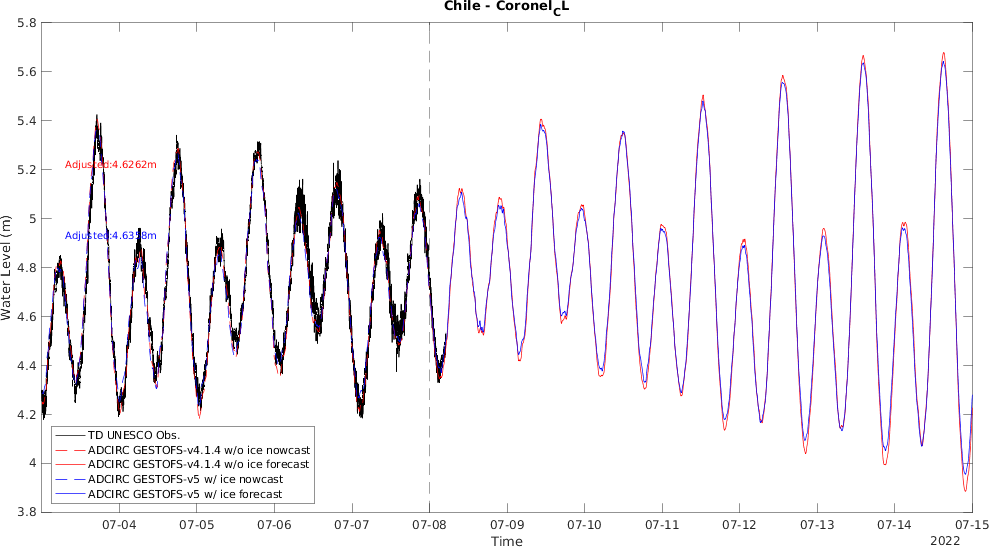 Chile - Coronel_CL
5.8
5.6
5.4
5.2
5
4.8
4.6
4.4
4.2
4
3.8
Water Level (m)
Adjusted:4.6262m
Adjusted:4.6358m
TD UNESCO Obs.
ADCIRC GESTOFS-v4.1.4 w/o ice nowcast
ADCIRC GESTOFS-v4.1.4 w/o ice forecast
ADCIRC GESTOFS-v5 w/ ice nowcast
ADCIRC GESTOFS-v5 w/ ice forecast
07-04 07-05 07-06 07-07 07-08 07-09 07-10 07-11 07-12 07-13 07-14 07-15
Time
2022